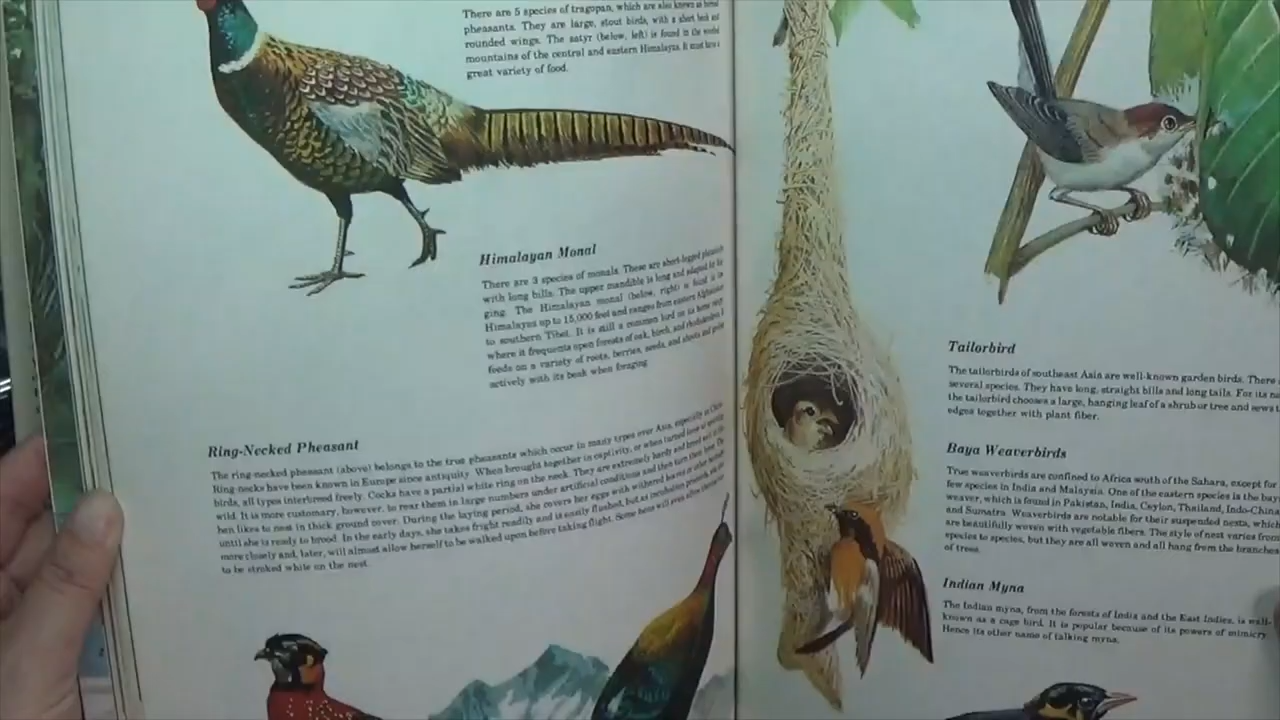 There are 5 species of tragopan, which are also known as horned
pheasants. They are large, stout birds, with a short beak and
rounded wings. The satyr (below, left) is found in the wooded
mountains of the central and eastern Himalayas. It must have a
great variety of food.
Himalayan Monal
There are 3 species of monals. These are short-legged pheasants
with long bills. The upper mandible is long and adapted for dig-
ging. The Himalayan monal (below, right) is found in the
Himalayas up to 15,000 feet and ranges from eastern Afghanistan
to southern Tibet. It is still a common bird on its home range
where it frequents open forests of oak, birch, and rhododendron. It
feeds on a variety of roots, berries, seeds, and shoots and
actively with its beak when foraging.
Ring-Necked Pheasant
The ring-necked pheasant (above) belongs to the true pheasants which occur in many types over Asia, especially in China.
Ring-necks have been known in Europe since antiquity. When brought together in captivity, or when turned loose as
birds, all types interbreed freely. Cocks have a partial white ring on the neck. They are extremely hardy and breed well in the
wild. It is more customary, however, to rear them in large numbers under artificial conditions and then turn them loose. The
hen likes to nest in thick ground cover. During the laying period, she covers her eggs with withered leaves or other
until she is ready to brood. In the early days, she takes fright readily and is easily flushed, but as incubation proceeds, she
more closely and, later, will almost allow herself to be walked upon before taking flight. Some hens will even allow themselves
to be stroked while on the nest.
Tailorbird
The tailorbirds of southeast Asia are well-known garden birds. There
several species. They have long, straight bills and long tails. For its
the tailorbird chooses a large, hanging leaf of a shrub or tree and sews
edges together with plant fiber.
Baya Weaverbirds
True weaverbirds are confined to Africa south of the Sahara, except for
few species in India and Malaysia. One of the eastern species is the baya
weaver, which is found in Pakistan, India, Ceylon, Thailand, Indo-China
and Sumatra. Weaverbirds are notable for their suspended nests, which
are beautifully woven with vegetable fibers. The style of nest varies from
species to species, but they are all woven and all hang from the branches
of trees.
Indian Myna
The Indian myna, from the forests of India and the East Indies, is well-
known as a cage bird. It is popular because of its powers of mimicry.
Hence its other name of talking myna.